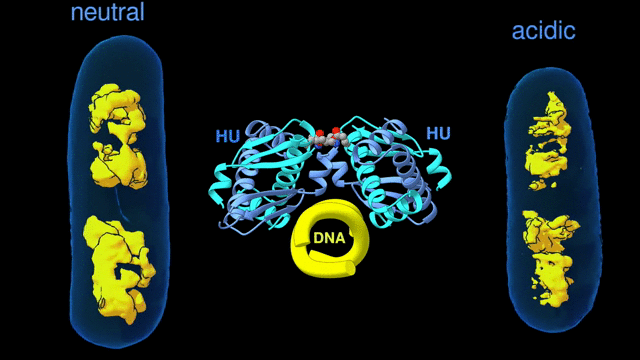 neutral
acidic
HU
HU
DNA